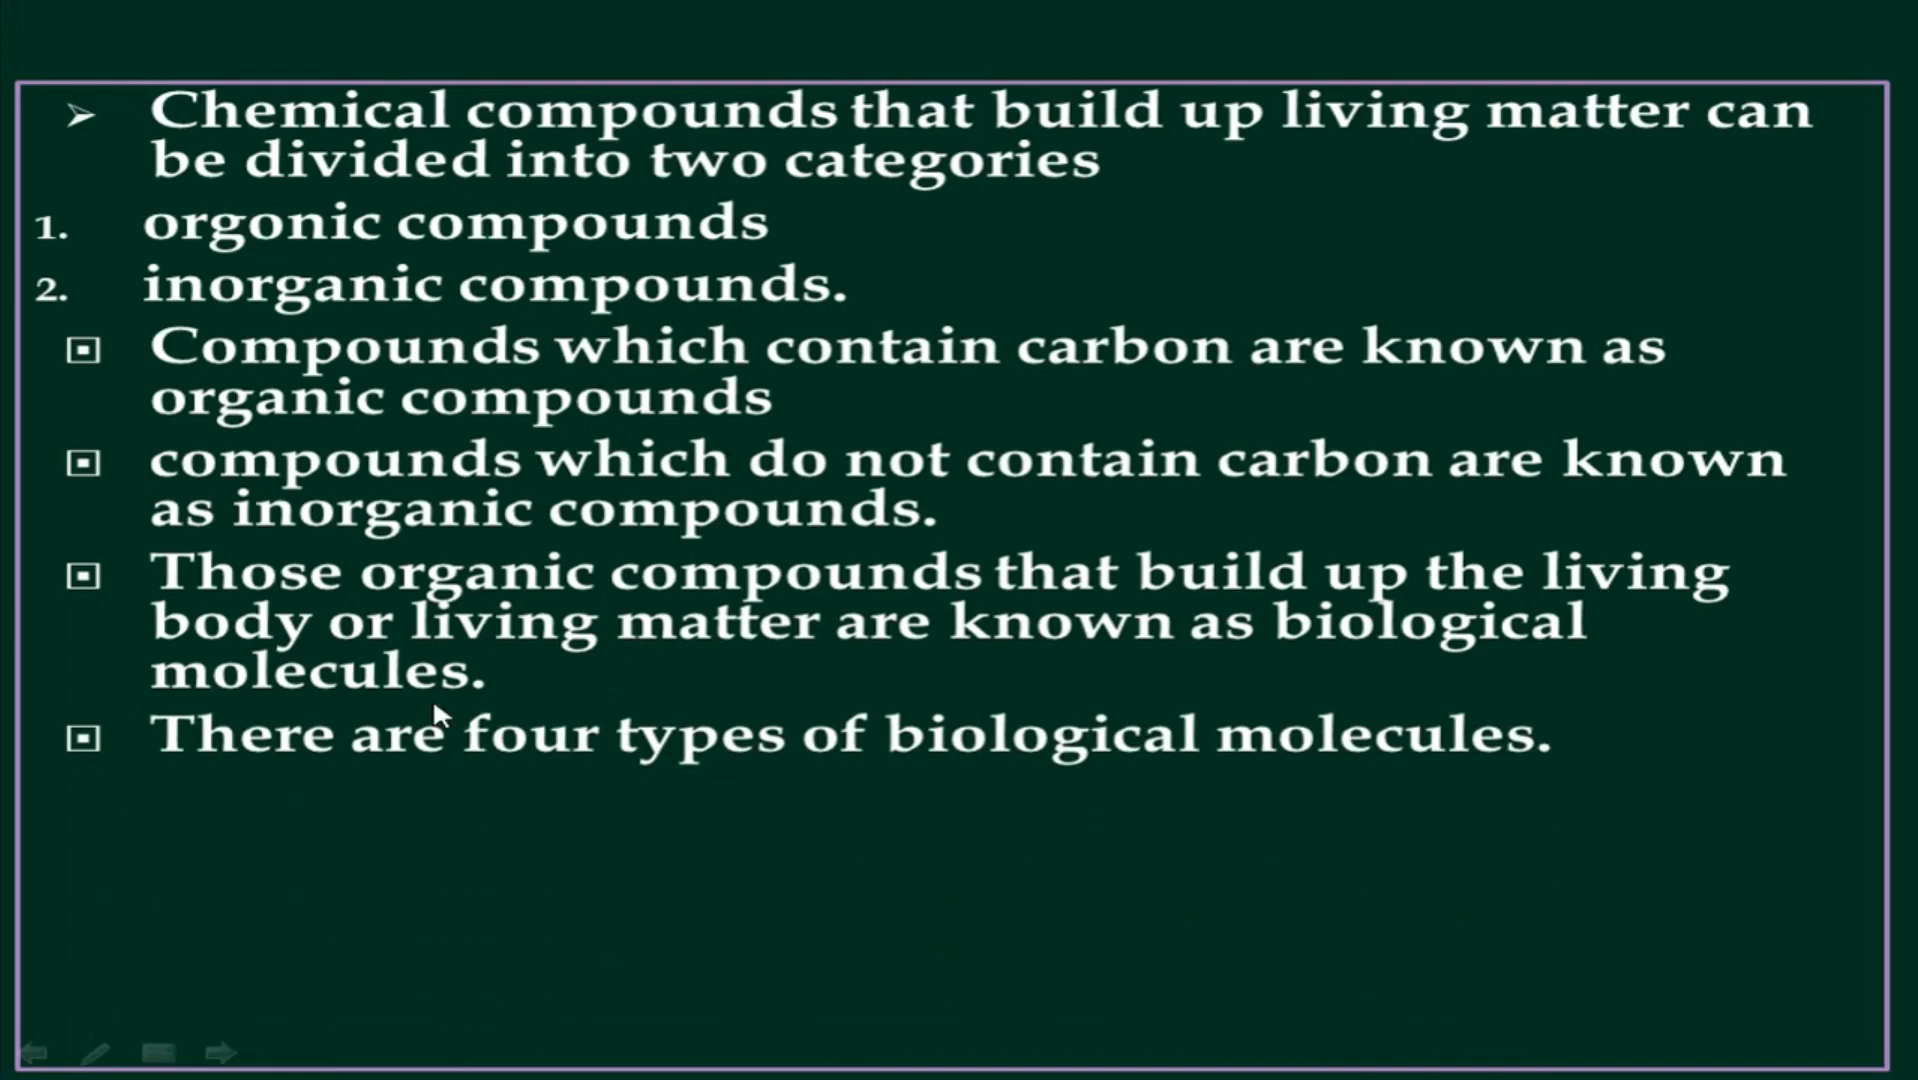 Chemical compounds that build up living matter can
be divided into two categories
1. orgonic compounds
2. inorganic compounds.
Compounds which contain carbon are known as
organic compounds
compounds which do not contain carbon are known
as inorganic compounds.
Those organic compounds that build up the living
body or living matter are known as biological
molecules.
There are four types of biological molecules.